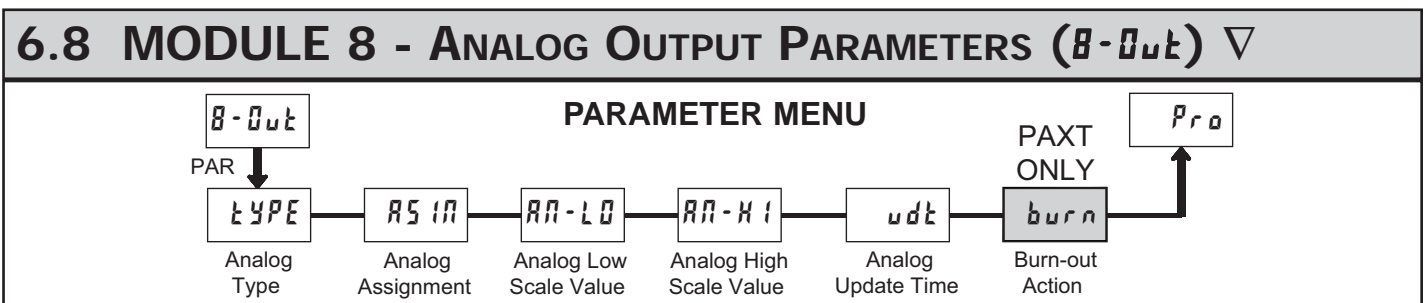 6.8 MODULE 8 - ANALOG OUTPUT PARAMETERS (8-Out) ∇
PARAMETER MENU
8-Out
PAR
PAXT
ONLY
Pro
tYPE
ASIN
AN-LO
AN-HI
udt
burn
Analog
Type
Analog
Assignment
Analog Low
Scale Value
Analog High
Scale Value
Analog
Update Time
Burn-out
Action